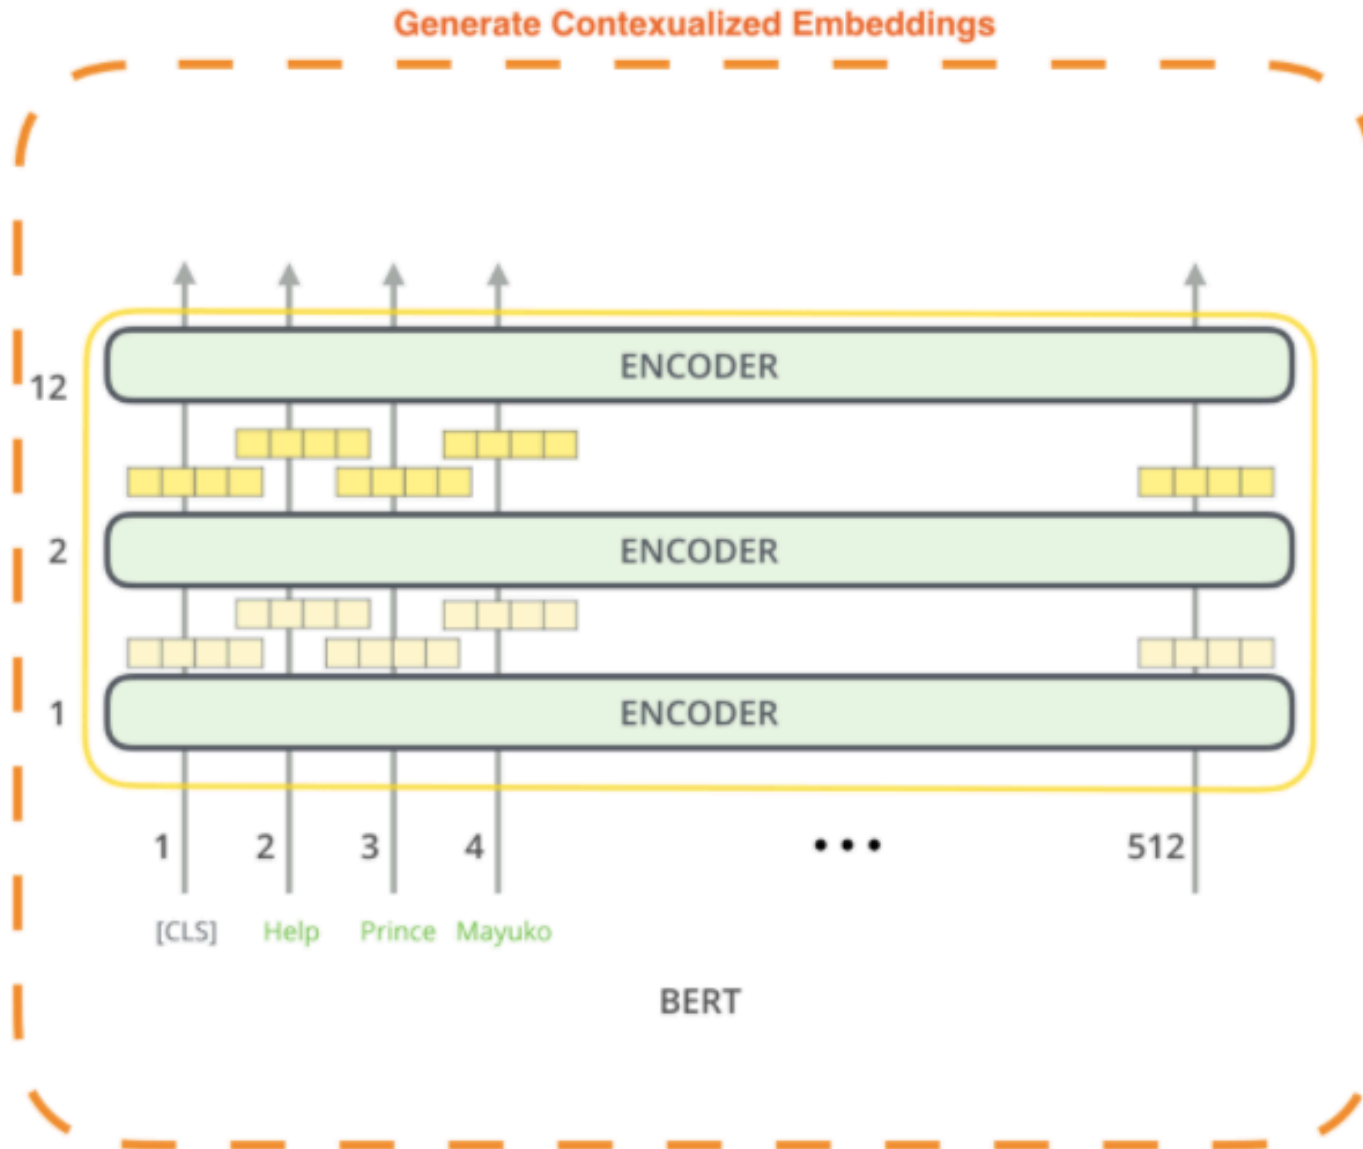 Generate Contexualized Embeddings
12
ENCODER
2
ENCODER
1
ENCODER
1 2 3 4 ••• 512
[CLS] Help Prince Mayuko
BERT